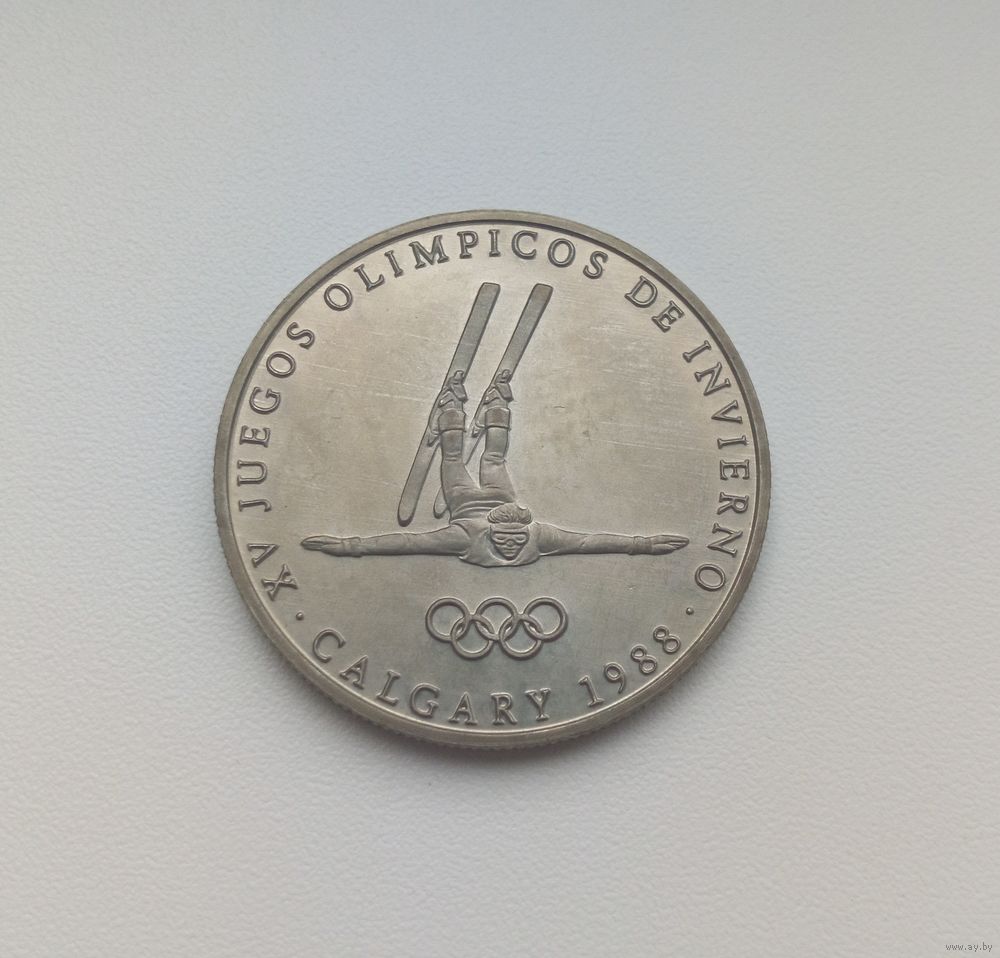 XV JUEGOS OLIMPICOS DE INVIERNO
· CALGARY 1988 ·
www.ay.by